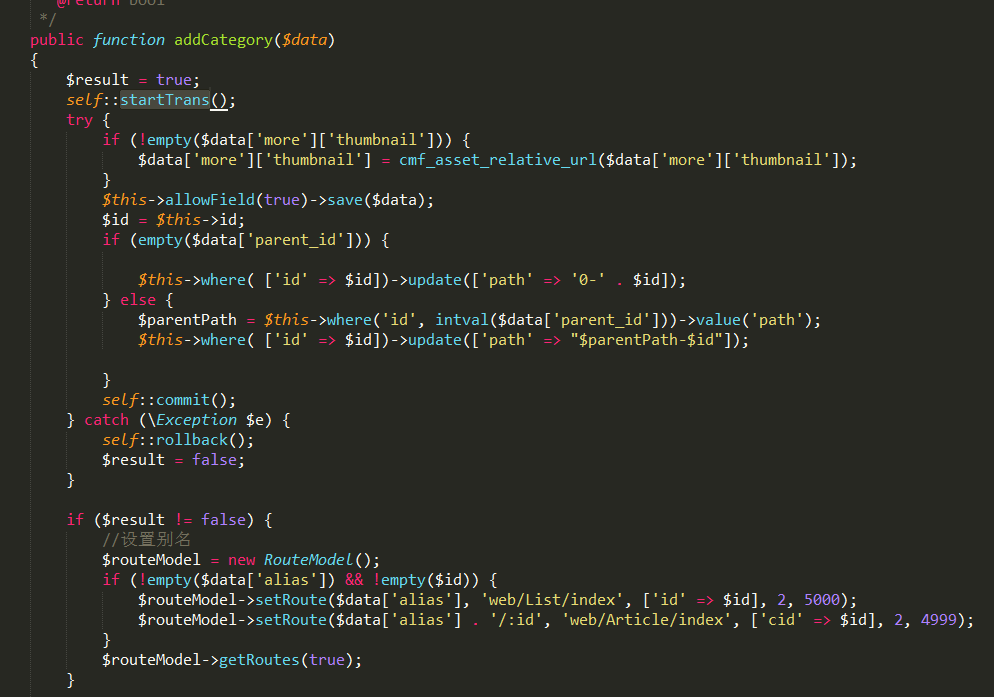 @return bool
*/
public function addCategory($data)
{
$result = true;
self::startTrans();
try {
if (!empty($data['more']['thumbnail'])) {
$data['more']['thumbnail'] = cmf_asset_relative_url($data['more']['thumbnail']);
}
$this->allowField(true)->save($data);
$id = $this->id;
if (empty($data['parent_id'])) {
$this->where( ['id' => $id])->update(['path' => '0-' . $id]);
} else {
$parentPath = $this->where('id', intval($data['parent_id']))->value('path');
$this->where( ['id' => $id])->update(['path' => "$parentPath-$id"]);
}
self::commit();
} catch (\Exception $e) {
self::rollback();
$result = false;
}
if ($result != false) {
//设置别名
$routeModel = new RouteModel();
if (!empty($data['alias']) && !empty($id)) {
$routeModel->setRoute($data['alias'], 'web/List/index', ['id' => $id], 2, 5000);
$routeModel->setRoute($data['alias'] . '/:id', 'web/Article/index', ['cid' => $id], 2, 4999);
}
$routeModel->getRoutes(true);
}